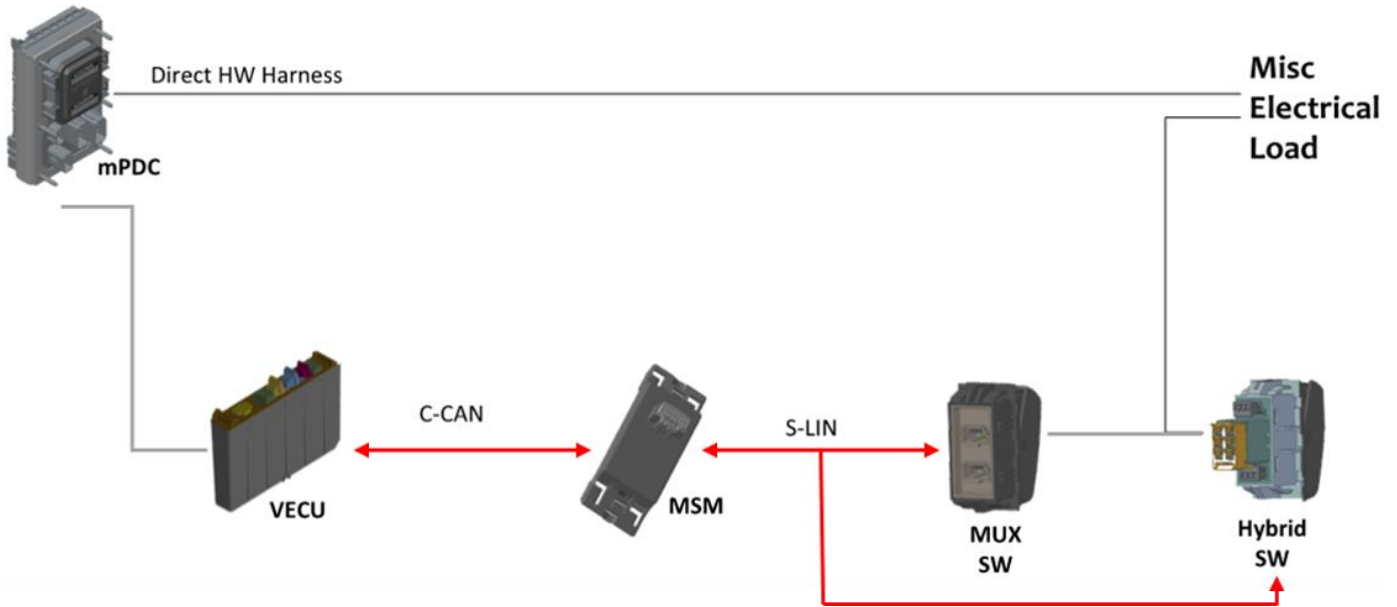 Direct HW Harness
mPDC
Misc
Electrical
Load
C-CAN
S-LIN
VECU
MSM
MUX
SW
Hybrid
SW